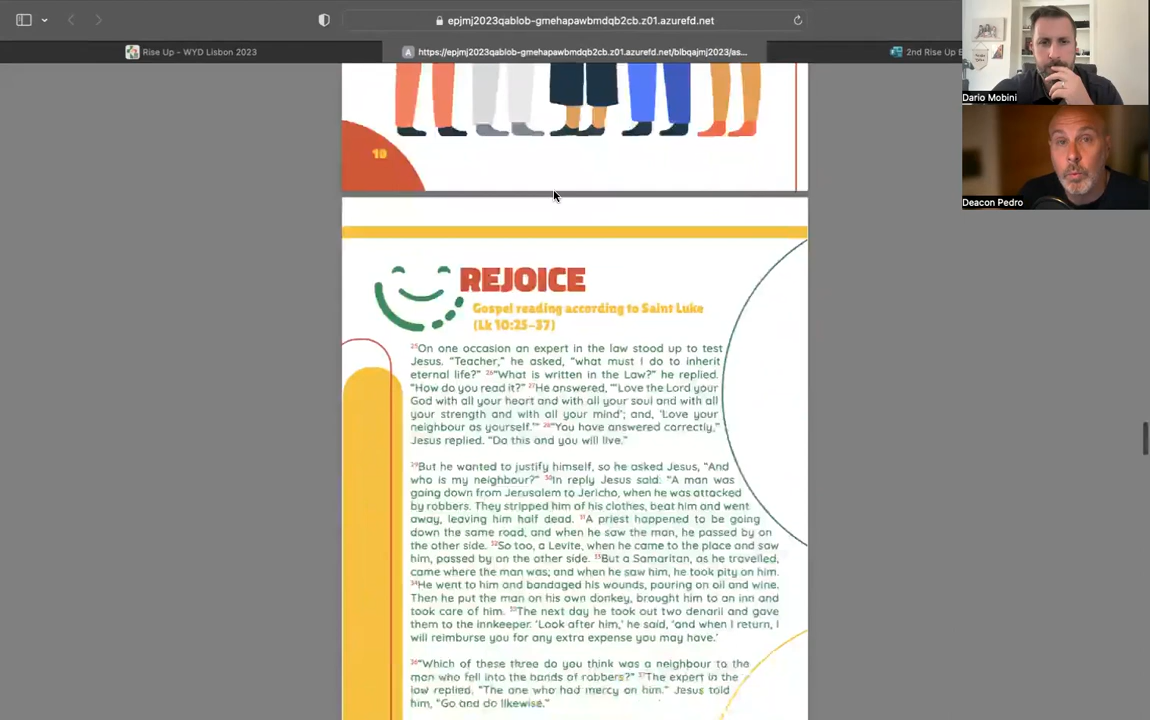 epjmj2023qablob-gmehapawbmdqb2cb.z01.azurefd.net
Rise Up - WYD Lisbon 2023
A https://epjmj2023qablob-gmehapawbmdqb2cb.z01.azurefd.net/blbqajmj2023/as...
2nd Rise Up E
Dario Mobini
Deacon Pedro
10
REJOICE
Gospel reading according to Saint Luke
(Lk 10:25-37)
25On one occasion an expert in the law stood up to test
Jesus. "Teacher," he asked, "what must I do to inherit
eternal life?" 26"What is written in the Law?" he replied.
"How do you read it?" 27He answered, "'Love the Lord your
God with all your heart and with all your soul and with all
your strength and with all your mind'; and, 'Love your
neighbour as yourself.'" 28"You have answered correctly,"
Jesus replied. "Do this and you will live."
29But he wanted to justify himself, so he asked Jesus, "And
who is my neighbour?" 30In reply Jesus said: "A man was
going down from Jerusalem to Jericho, when he was attacked
by robbers. They stripped him of his clothes, beat him and went
away, leaving him half dead. 31A priest happened to be going
down the same road, and when he saw the man, he passed by on
the other side. 32So too, a Levite, when he came to the place and saw
him, passed by on the other side. 33But a Samaritan, as he travelled,
came where the man was; and when he saw him, he took pity on him.
34He went to him and bandaged his wounds, pouring on oil and wine.
Then he put the man on his own donkey, brought him to an inn and
took care of him. 35The next day he took out two denarii and gave
them to the innkeeper. 'Look after him,' he said, 'and when I return, I
will reimburse you for any extra expense you may have.'
36"Which of these three do you think was a neighbour to the
man who fell into the hands of robbers?" 37The expert in the
law replied, "The one who had mercy on him." Jesus told
him, "Go and do likewise."